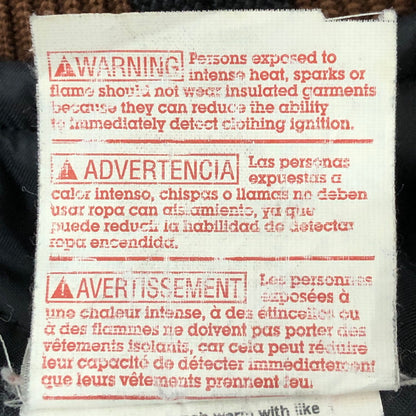 ⚠WARNING Persons exposed to
intense heat, sparks or
flame should not wear insulated garments
because they can reduce the ability
to immediately detect clothing ignition.
⚠ADVERTENCIA Las personas
expuestas a
calor intenso, chispas o llamas no deben
usar ropa con aislamiento, ya que
puede reducir la habilidad de detectar
ropa encendida.
⚠AVERTISSEMENT Les personnes
exposées à
une chaleur intense, à des étincelles ou
à des flammes ne doivent pas porter des
vêtements isolants, car cela peut réduire
leur capacité de détecter immédiatement
que leurs vêtements prennent feu.
warm with like